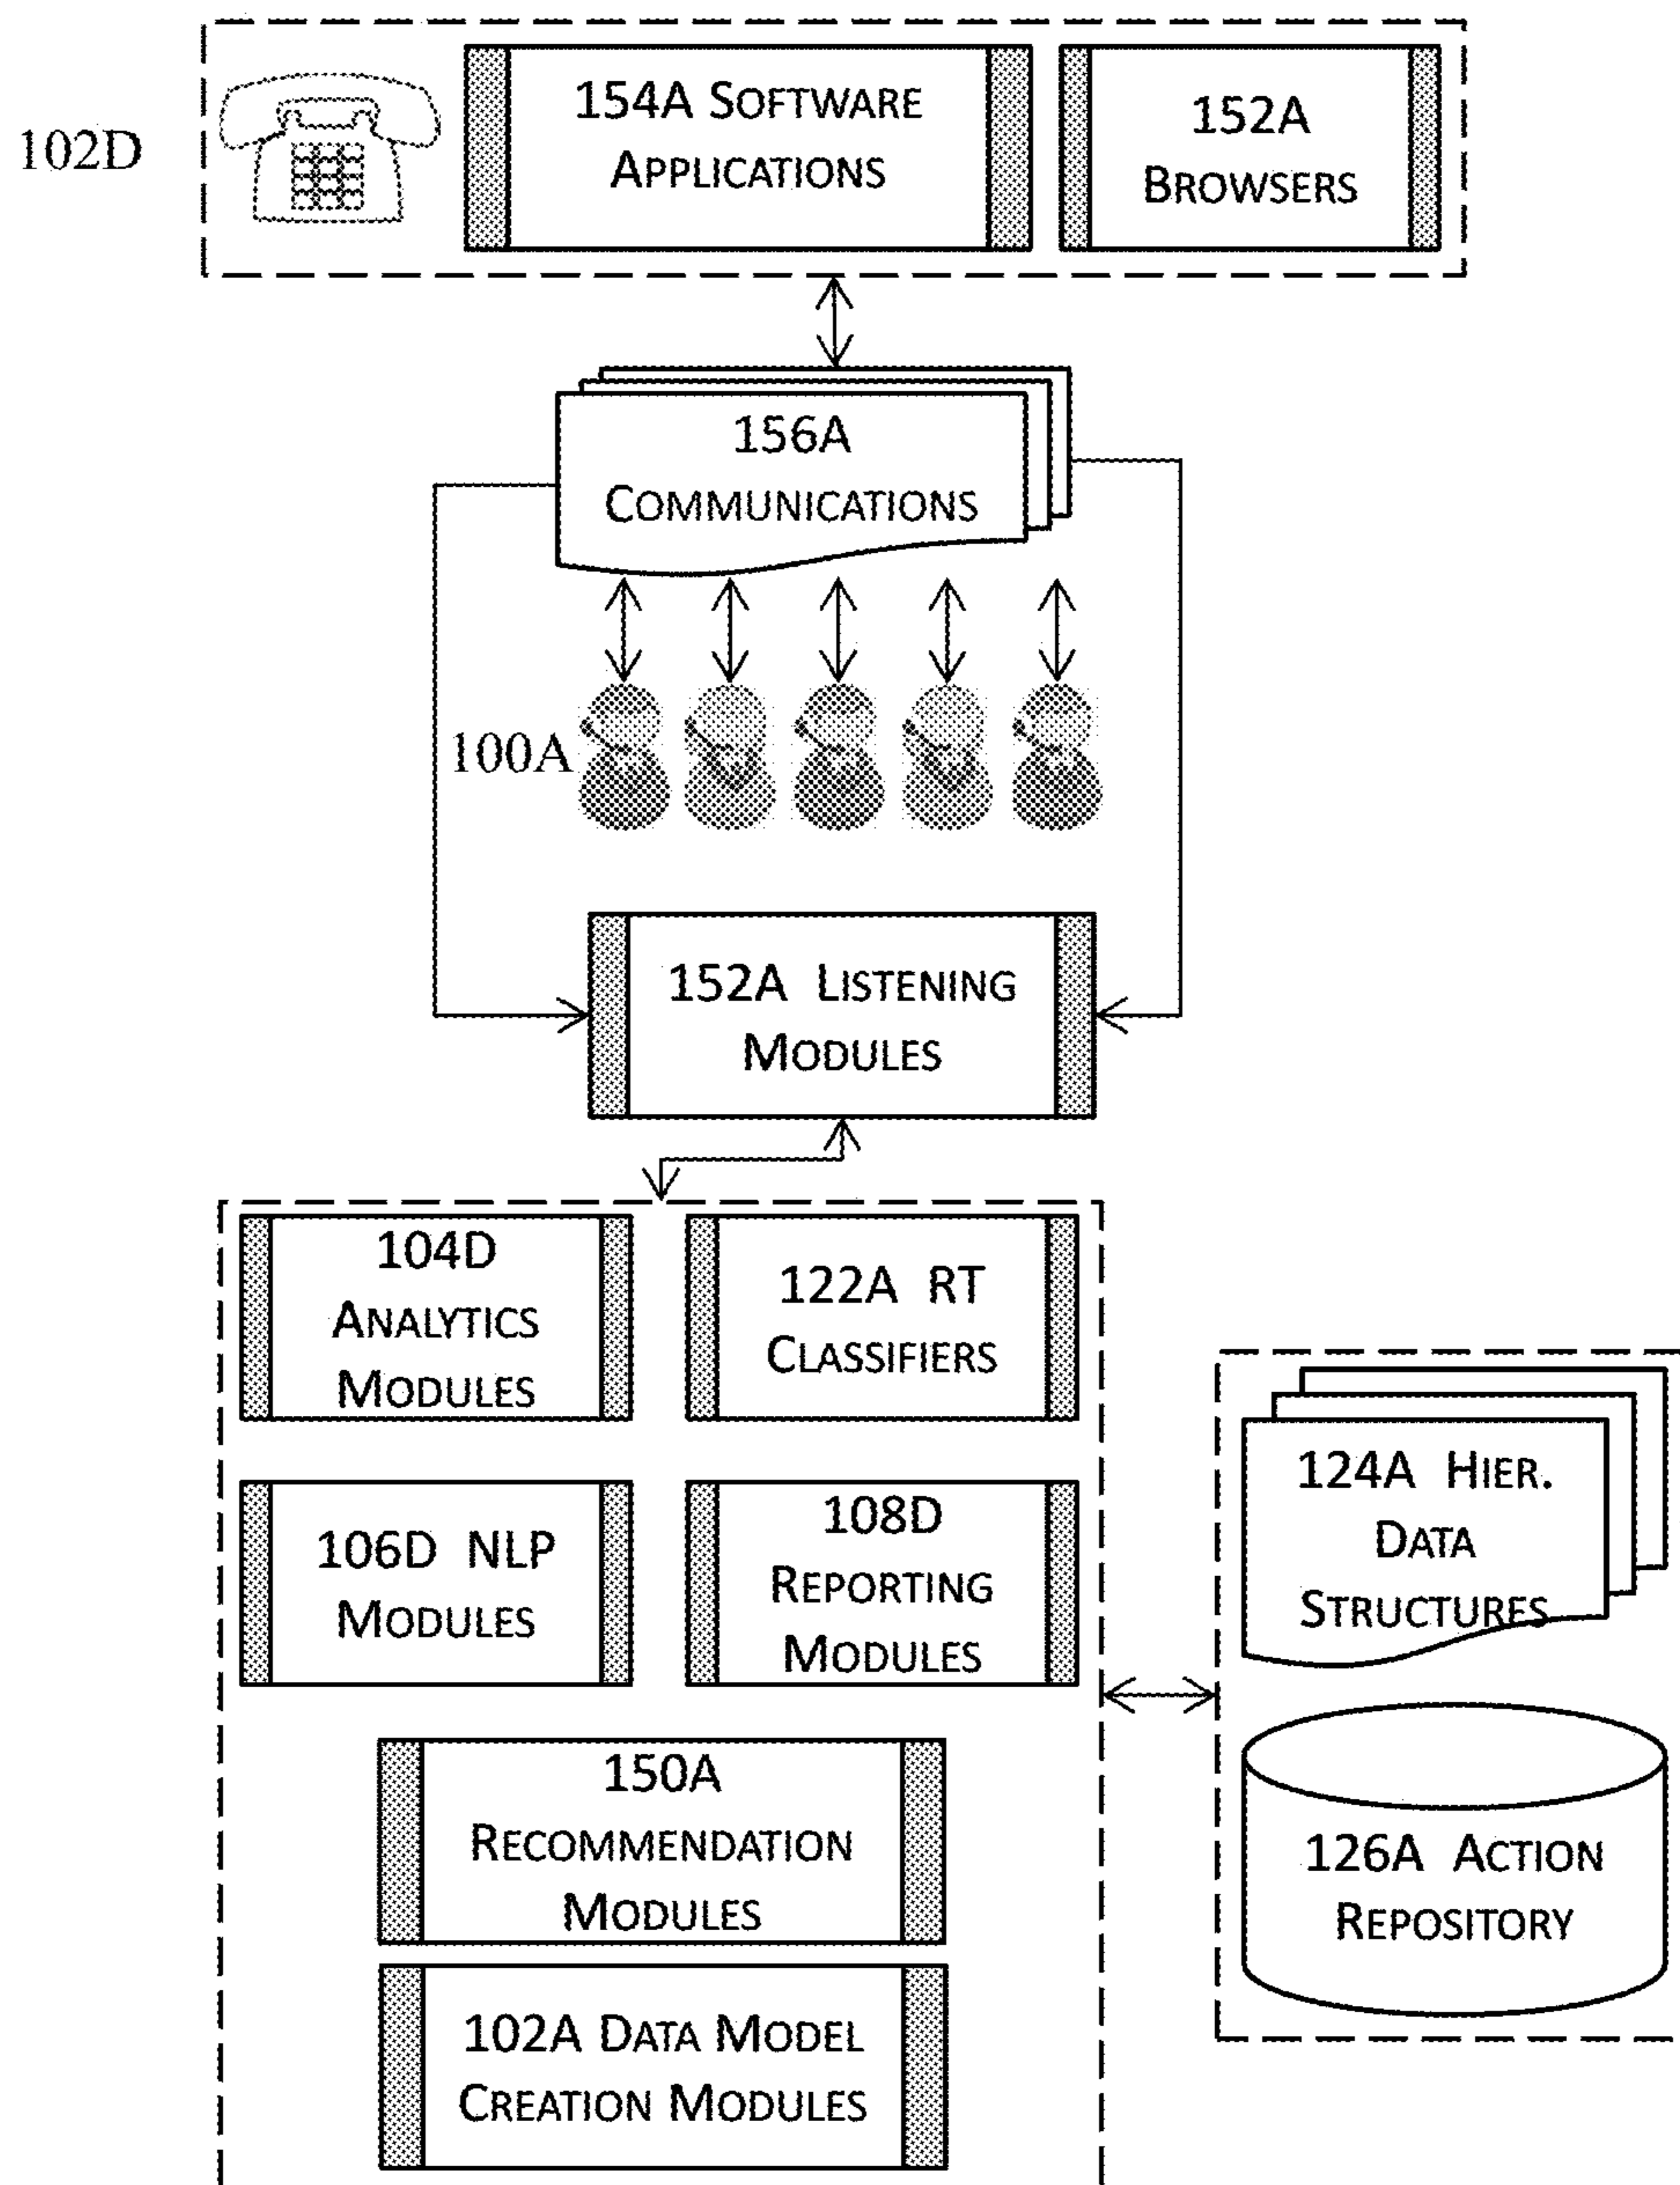 102D
154A SOFTWARE
APPLICATIONS
152A
BROWSERS
156A
COMMUNICATIONS
100A
152A LISTENING
MODULES
104D
ANALYTICS
MODULES
122A RT
CLASSIFIERS
106D NLP
MODULES
108D
REPORTING
MODULES
124A HIER.
DATA
STRUCTURES
150A
RECOMMENDATION
MODULES
126A ACTION
REPOSITORY
102A DATA MODEL
CREATION MODULES